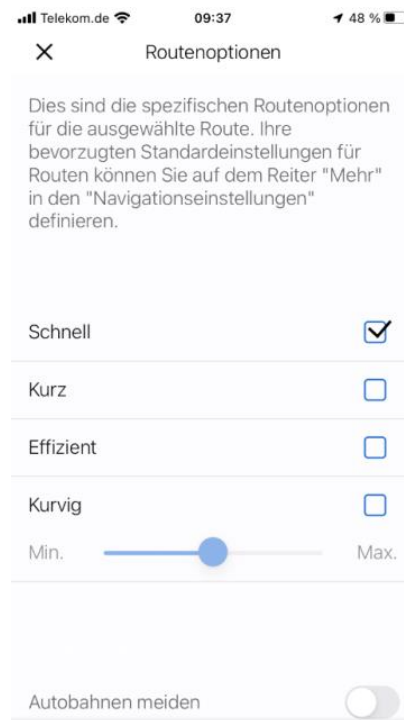 Telekom.de 09:37 48 %
Routenoptionen
Dies sind die spezifischen Routenoptionen
für die ausgewählte Route. Ihre
bevorzugten Standardeinstellungen für
Routen können Sie auf dem Reiter "Mehr"
in den "Navigationseinstellungen"
definieren.
Schnell
Kurz
Effizient
Kurvig
Min. Max.
Autobahnen meiden